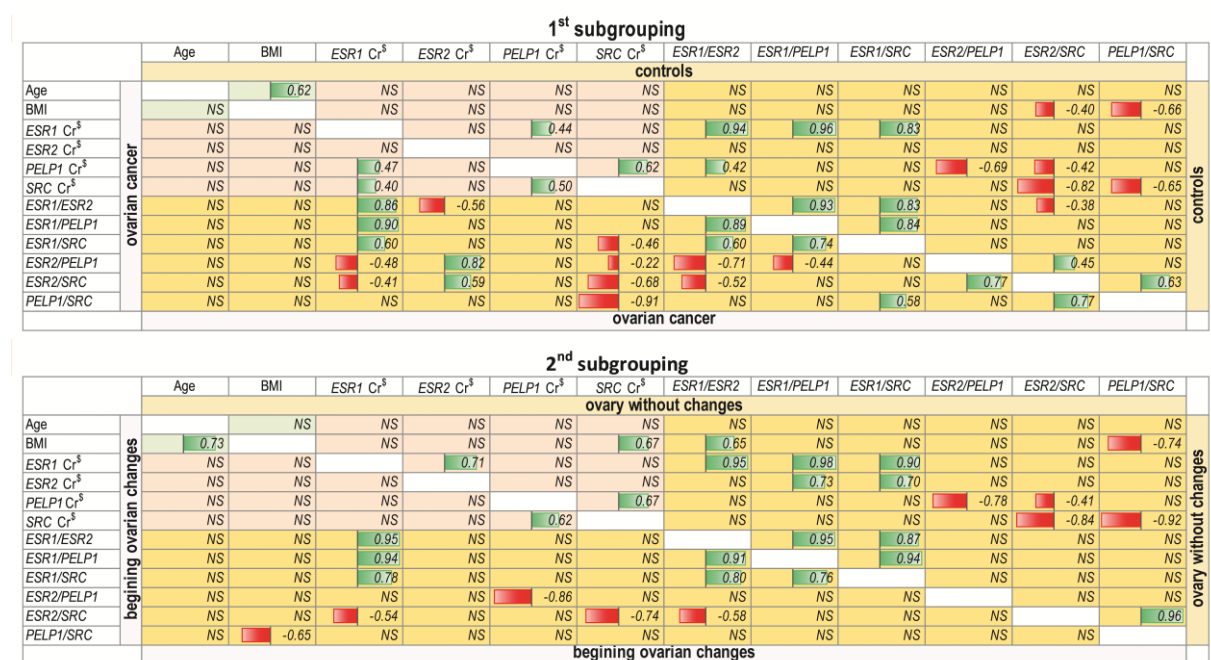 1st subgrouping
Age BMI ESR1 Cr$ ESR2 Cr$ PELP1 Cr$ SRC Cr$ ESR1/ESR2 ESR1/PELP1 ESR1/SRC ESR2/PELP1 ESR2/SRC PELP1/SRC
controls
Age 0.62 NS NS NS NS NS NS NS NS NS NS
BMI NS NS NS NS NS NS NS NS NS -0.40 -0.66
ESR1 Cr$ NS NS NS 0.44 NS 0.94 0.96 0.83 NS NS NS
ESR2 Cr$ NS NS NS NS NS NS NS NS NS NS NS
PELP1 Cr$ NS NS 0.47 NS 0.62 0.42 NS NS -0.69 -0.42 NS
SRC Cr$ NS NS 0.40 NS 0.50 NS NS NS NS -0.82 -0.65
ESR1/ESR2 NS NS 0.86 -0.56 NS NS 0.93 0.83 NS -0.38 NS
ESR1/PELP1 NS NS 0.90 NS NS NS 0.89 0.84 NS NS NS
ESR1/SRC NS NS 0.60 NS NS -0.46 0.60 0.74 NS NS NS
ESR2/PELP1 NS NS -0.48 0.82 NS -0.22 -0.71 -0.44 NS 0.45 NS
ESR2/SRC NS NS -0.41 0.59 NS -0.68 -0.52 NS NS 0.77 0.63
PELP1/SRC NS NS NS NS NS -0.91 NS NS 0.58 NS 0.77
ovarian cancer
controls
ovarian cancer
2nd subgrouping
Age BMI ESR1 Cr$ ESR2 Cr$ PELP1 Cr$ SRC Cr$ ESR1/ESR2 ESR1/PELP1 ESR1/SRC ESR2/PELP1 ESR2/SRC PELP1/SRC
ovary without changes
Age NS NS NS NS NS NS NS NS NS NS NS
BMI 0.73 NS NS NS 0.67 0.65 NS NS NS NS -0.74
ESR1 Cr$ NS NS 0.71 NS NS 0.95 0.98 0.90 NS NS NS
ESR2 Cr$ NS NS NS NS NS NS 0.73 0.70 NS NS NS
PELP1 Cr$ NS NS NS NS 0.67 NS NS NS -0.78 -0.41 NS
SRC Cr$ NS NS NS NS 0.62 NS NS NS NS -0.84 -0.92
ESR1/ESR2 NS NS 0.95 NS NS NS 0.95 0.87 NS NS NS
ESR1/PELP1 NS NS 0.94 NS NS NS 0.91 0.94 NS NS NS
ESR1/SRC NS NS 0.78 NS NS NS 0.80 0.76 NS NS NS
ESR2/PELP1 NS NS NS NS -0.86 NS NS NS NS NS NS
ESR2/SRC NS NS -0.54 NS NS -0.74 -0.58 NS NS NS 0.96
PELP1/SRC NS -0.65 NS NS NS NS NS NS NS NS NS
begining ovarian changes
ovary without changes
begining ovarian changes